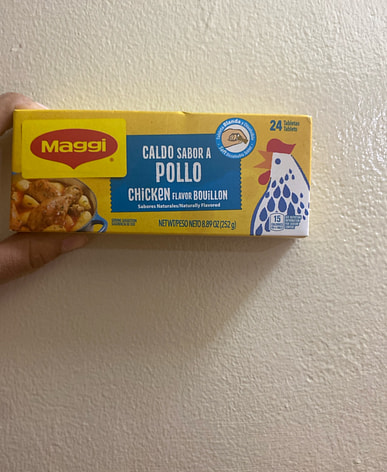 Maggi
CALDO SABOR A
POLLO
CHICKEN FLAVOR BOUILLON
Sabores Naturales/Naturally Flavored
NET WT/PESO NETO 8.89 OZ (252 g)
24 Tabletas
Tablets
15